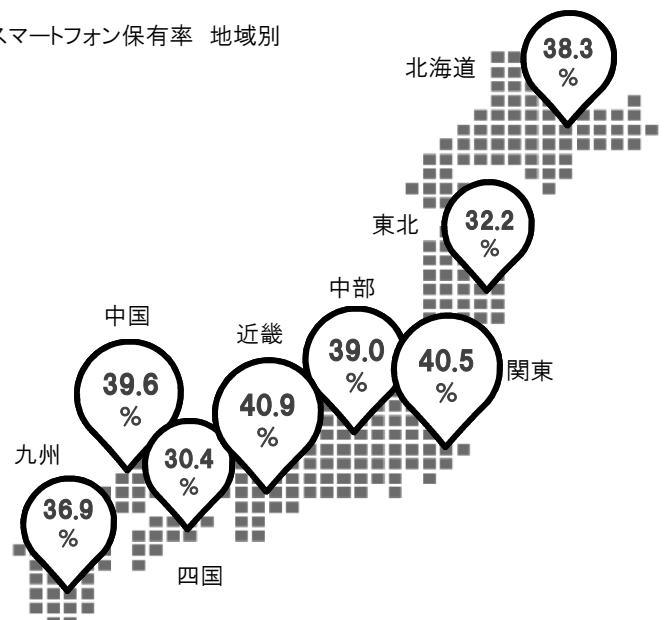 スマートフォン保有率 地域別
北海道
38.3
%
東北
32.2
%
中部
39.0
%
関東
40.5
%
近畿
40.9
%
中国
39.6
%
四国
30.4
%
九州
36.9
%